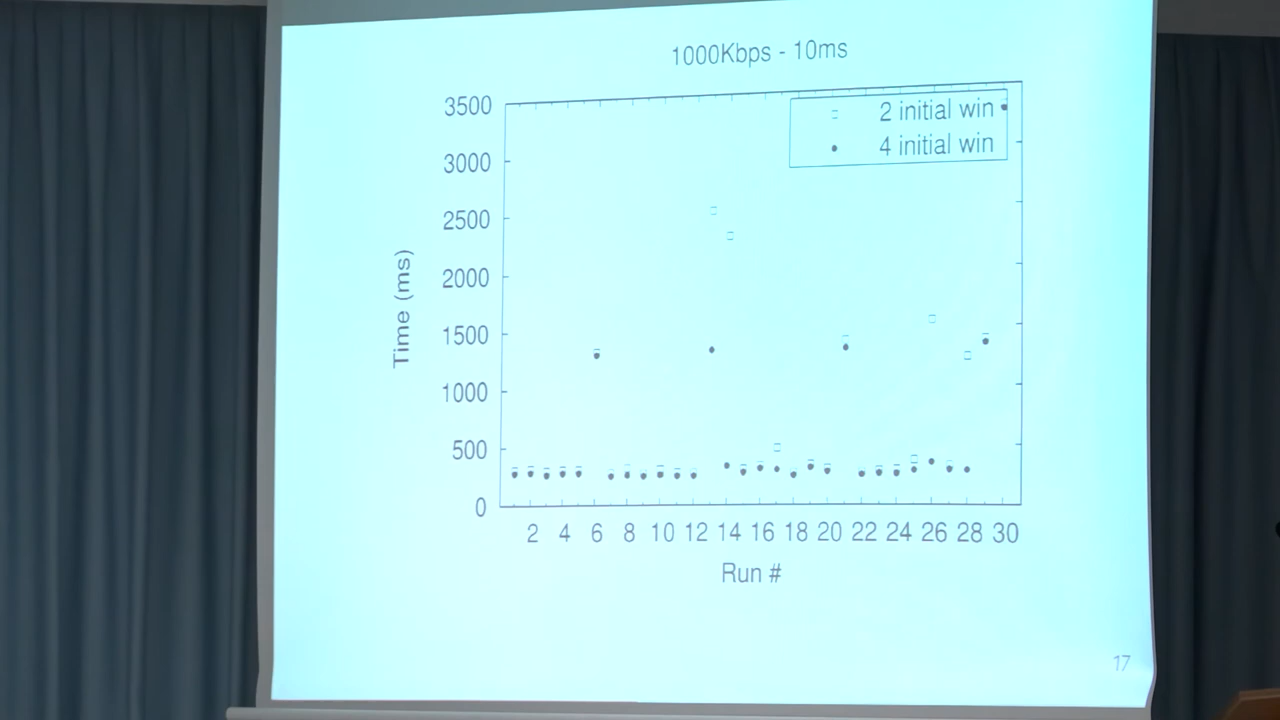 1000Kbps - 10ms
3500
3000
2500
2000
1500
1000
500
0
Time (ms)
2 initial win
4 initial win
2 4 6 8 10 12 14 16 18 20 22 24 26 28 30
Run #
17